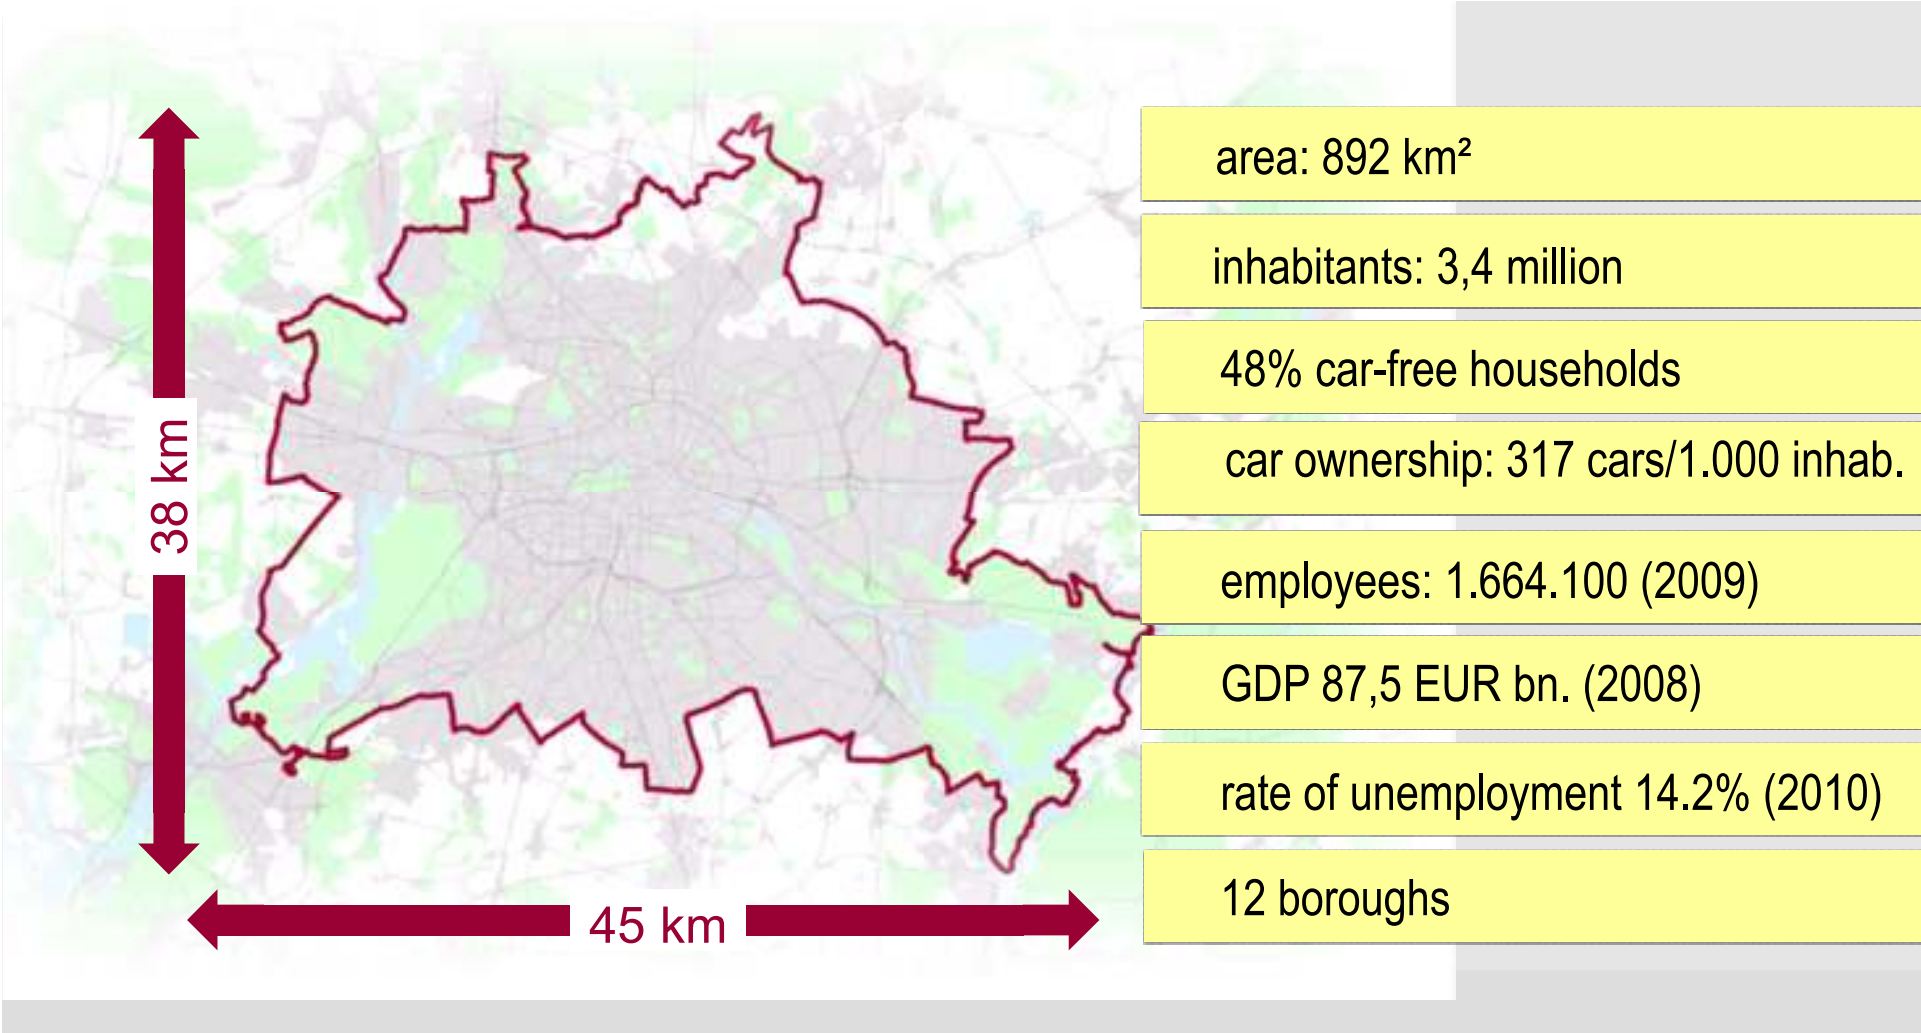 area: 892 km²
inhabitants: 3,4 million
48% car-free households
car ownership: 317 cars/1.000 inhab.
38 km
employees: 1.664.100 (2009)
GDP 87,5 EUR bn. (2008)
rate of unemployment 14.2% (2010)
12 boroughs
45 km